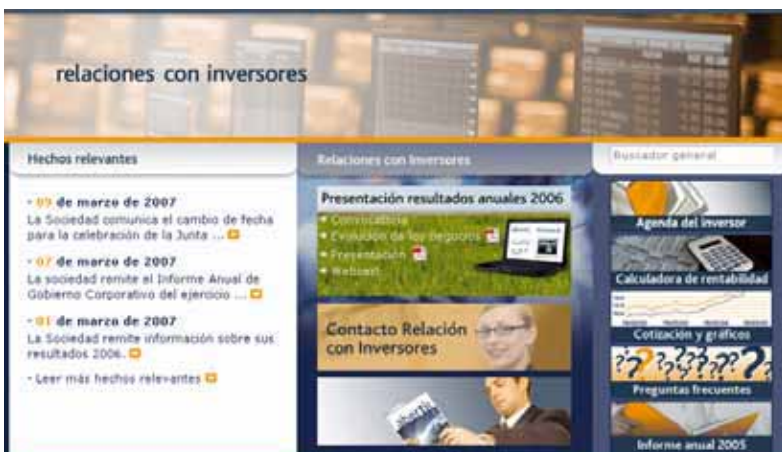 relaciones con inversores
Hechos relevantes
- 09 de marzo de 2007
La Sociedad comunica el cambio de fecha
para la celebración de la Junta ...
- 07 de marzo de 2007
La sociedad remite el Informe Anual de
Gobierno Corporativo del ejercicio ...
- 01 de marzo de 2007
La Sociedad remite información sobre sus
resultados 2006.
- Leer más hechos relevantes
Relaciones con Inversores
Presentación resultados anuales 2006
Convocatoria
Evolución de los negocios
Presentación
Webcast
Contacto Relación
con Inversores
abertis
Buscador general
Agenda del inversor
Calculadora de rentabilidad
Cotización y gráficos
Preguntas frecuentes
Informe anual 2005